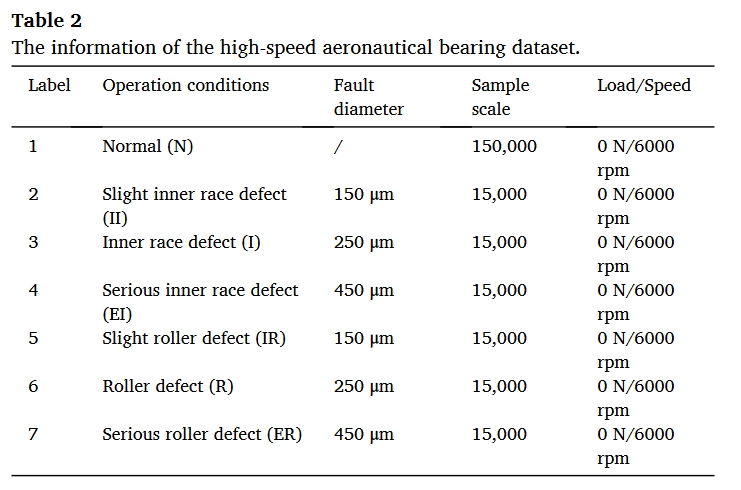 Table 2
The information of the high-speed aeronautical bearing dataset.
Label Operation conditions Fault diameter Sample scale Load/Speed
1 Normal (N) / 150,000 0 N/6000 rpm
2 Slight inner race defect (II) 150 μm 15,000 0 N/6000 rpm
3 Inner race defect (I) 250 μm 15,000 0 N/6000 rpm
4 Serious inner race defect (EI) 450 μm 15,000 0 N/6000 rpm
5 Slight roller defect (IR) 150 μm 15,000 0 N/6000 rpm
6 Roller defect (R) 250 μm 15,000 0 N/6000 rpm
7 Serious roller defect (ER) 450 μm 15,000 0 N/6000 rpm